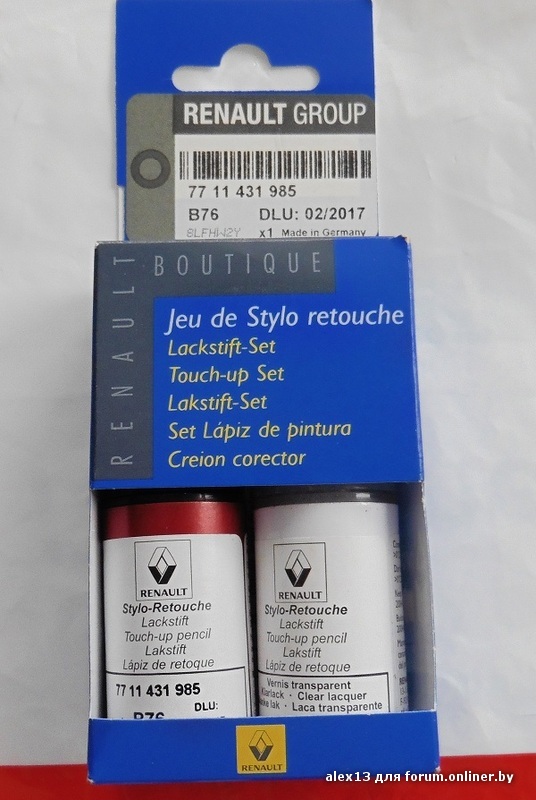 RENAULT GROUP
77 11 431 985
B76 DLU: 02/2017
x1 Made in Germany
RENAULT
BOUTIQUE
Jeu de Stylo retouche
Lackstift-Set
Touch-up Set
Lakstift-Set
Set Lápiz de pintura
Creion corector
RENAULT
Stylo-Retouche
Lackstift
Touch-up pencil
Lakstift
Lápiz de retoque
77 11 431 985
DLU:
B76
RENAULT
Stylo-Retouche
Lackstift
Touch-up pencil
Lakstift
Lápiz de retoque
Vernis transparent
Klarlack · Clear lacquer
lak · Laca transparente
RENAULT
alex13 для forum.onliner.by